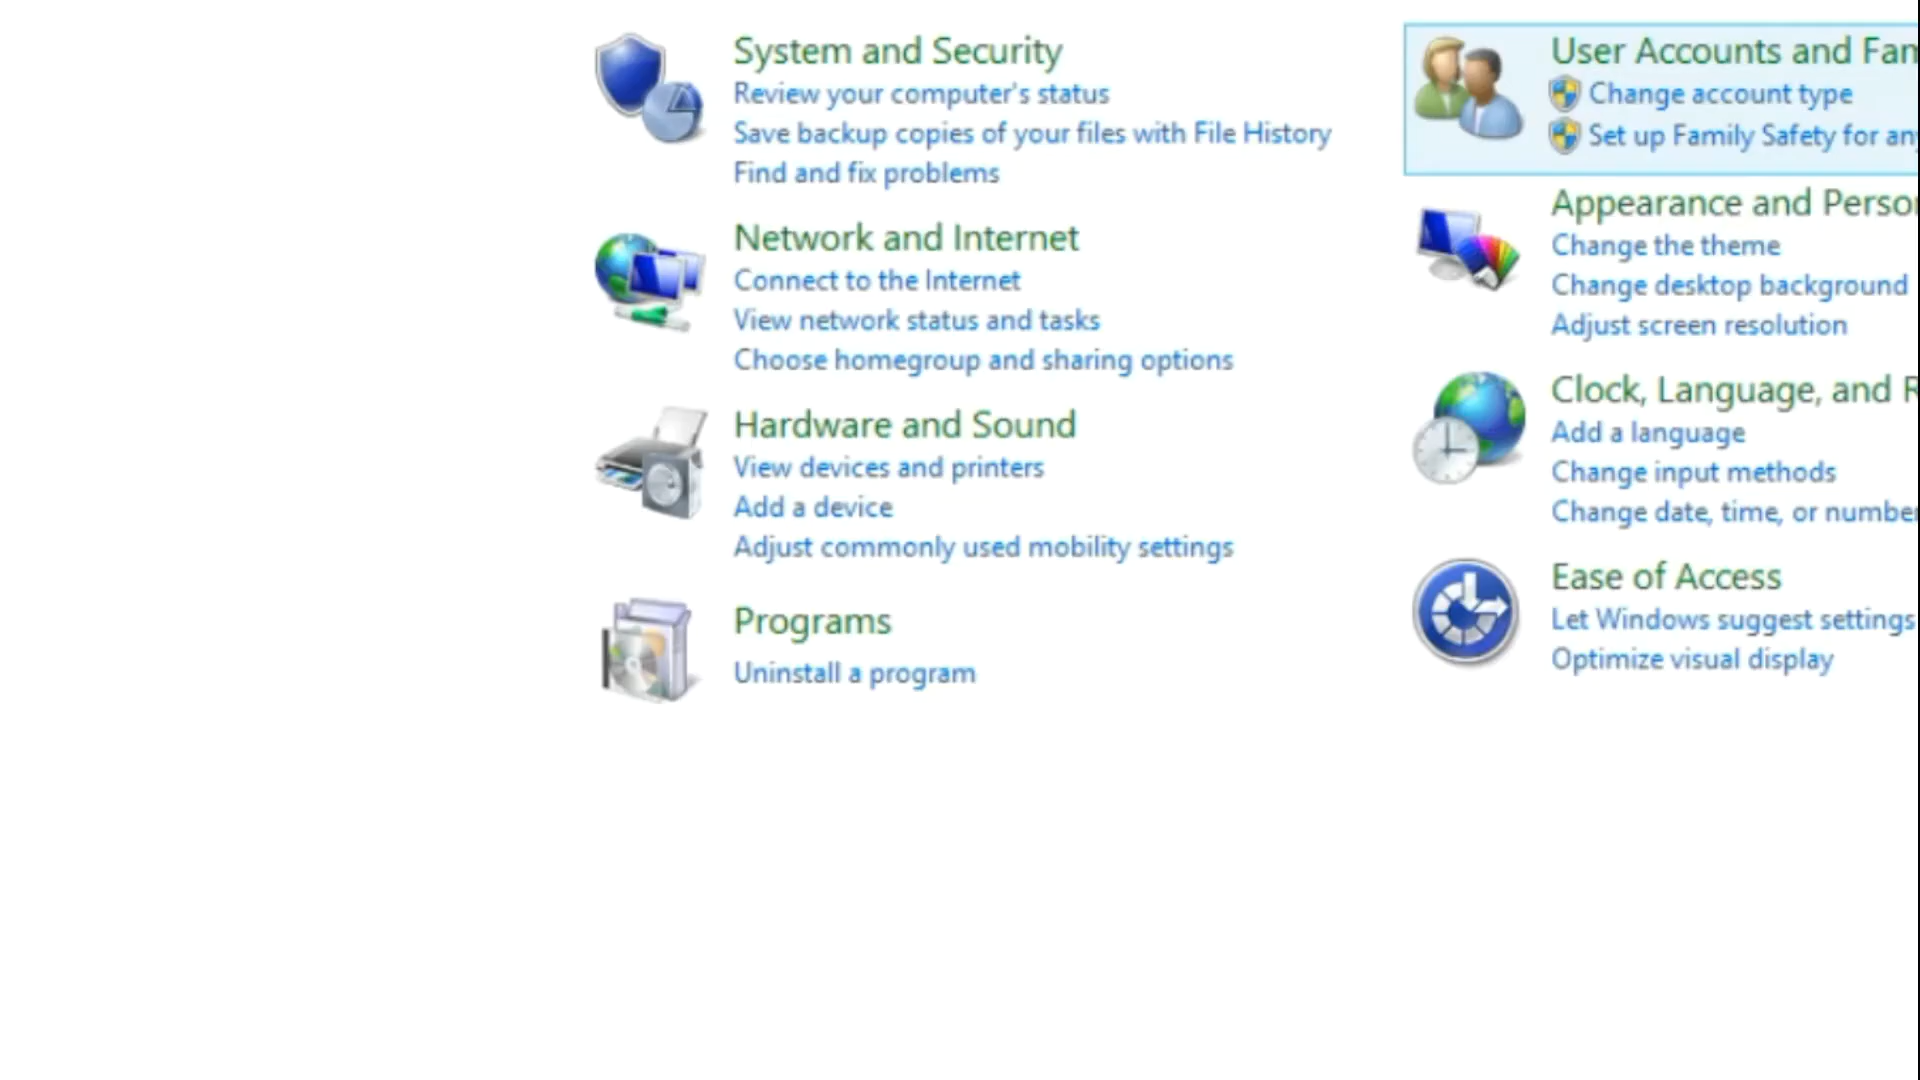 System and Security
Review your computer's status
Save backup copies of your files with File History
Find and fix problems
Network and Internet
Connect to the Internet
View network status and tasks
Choose homegroup and sharing options
Hardware and Sound
View devices and printers
Add a device
Adjust commonly used mobility settings
Programs
Uninstall a program
User Accounts and
Change account type
Set up Family Safety for
Appearance and
Change the theme
Change desktop background
Adjust screen resolution
Clock, Language, and
Add a language
Change input methods
Change date, time, or
Ease of Access
Let Windows suggest settings
Optimize visual display